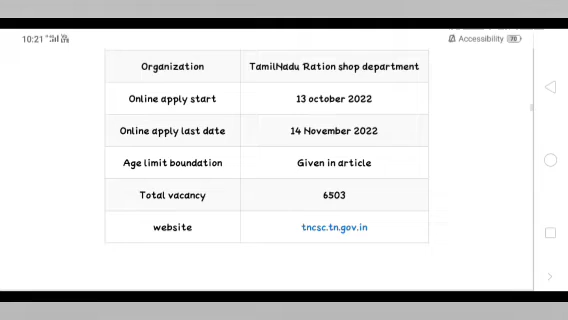 10:21
Accessibility 70
Organization TamilNadu Ration shop department
Online apply start 13 october 2022
Online apply last date 14 November 2022
Age limit boundation Given in article
Total vacancy 6503
website tncsc.tn.gov.in